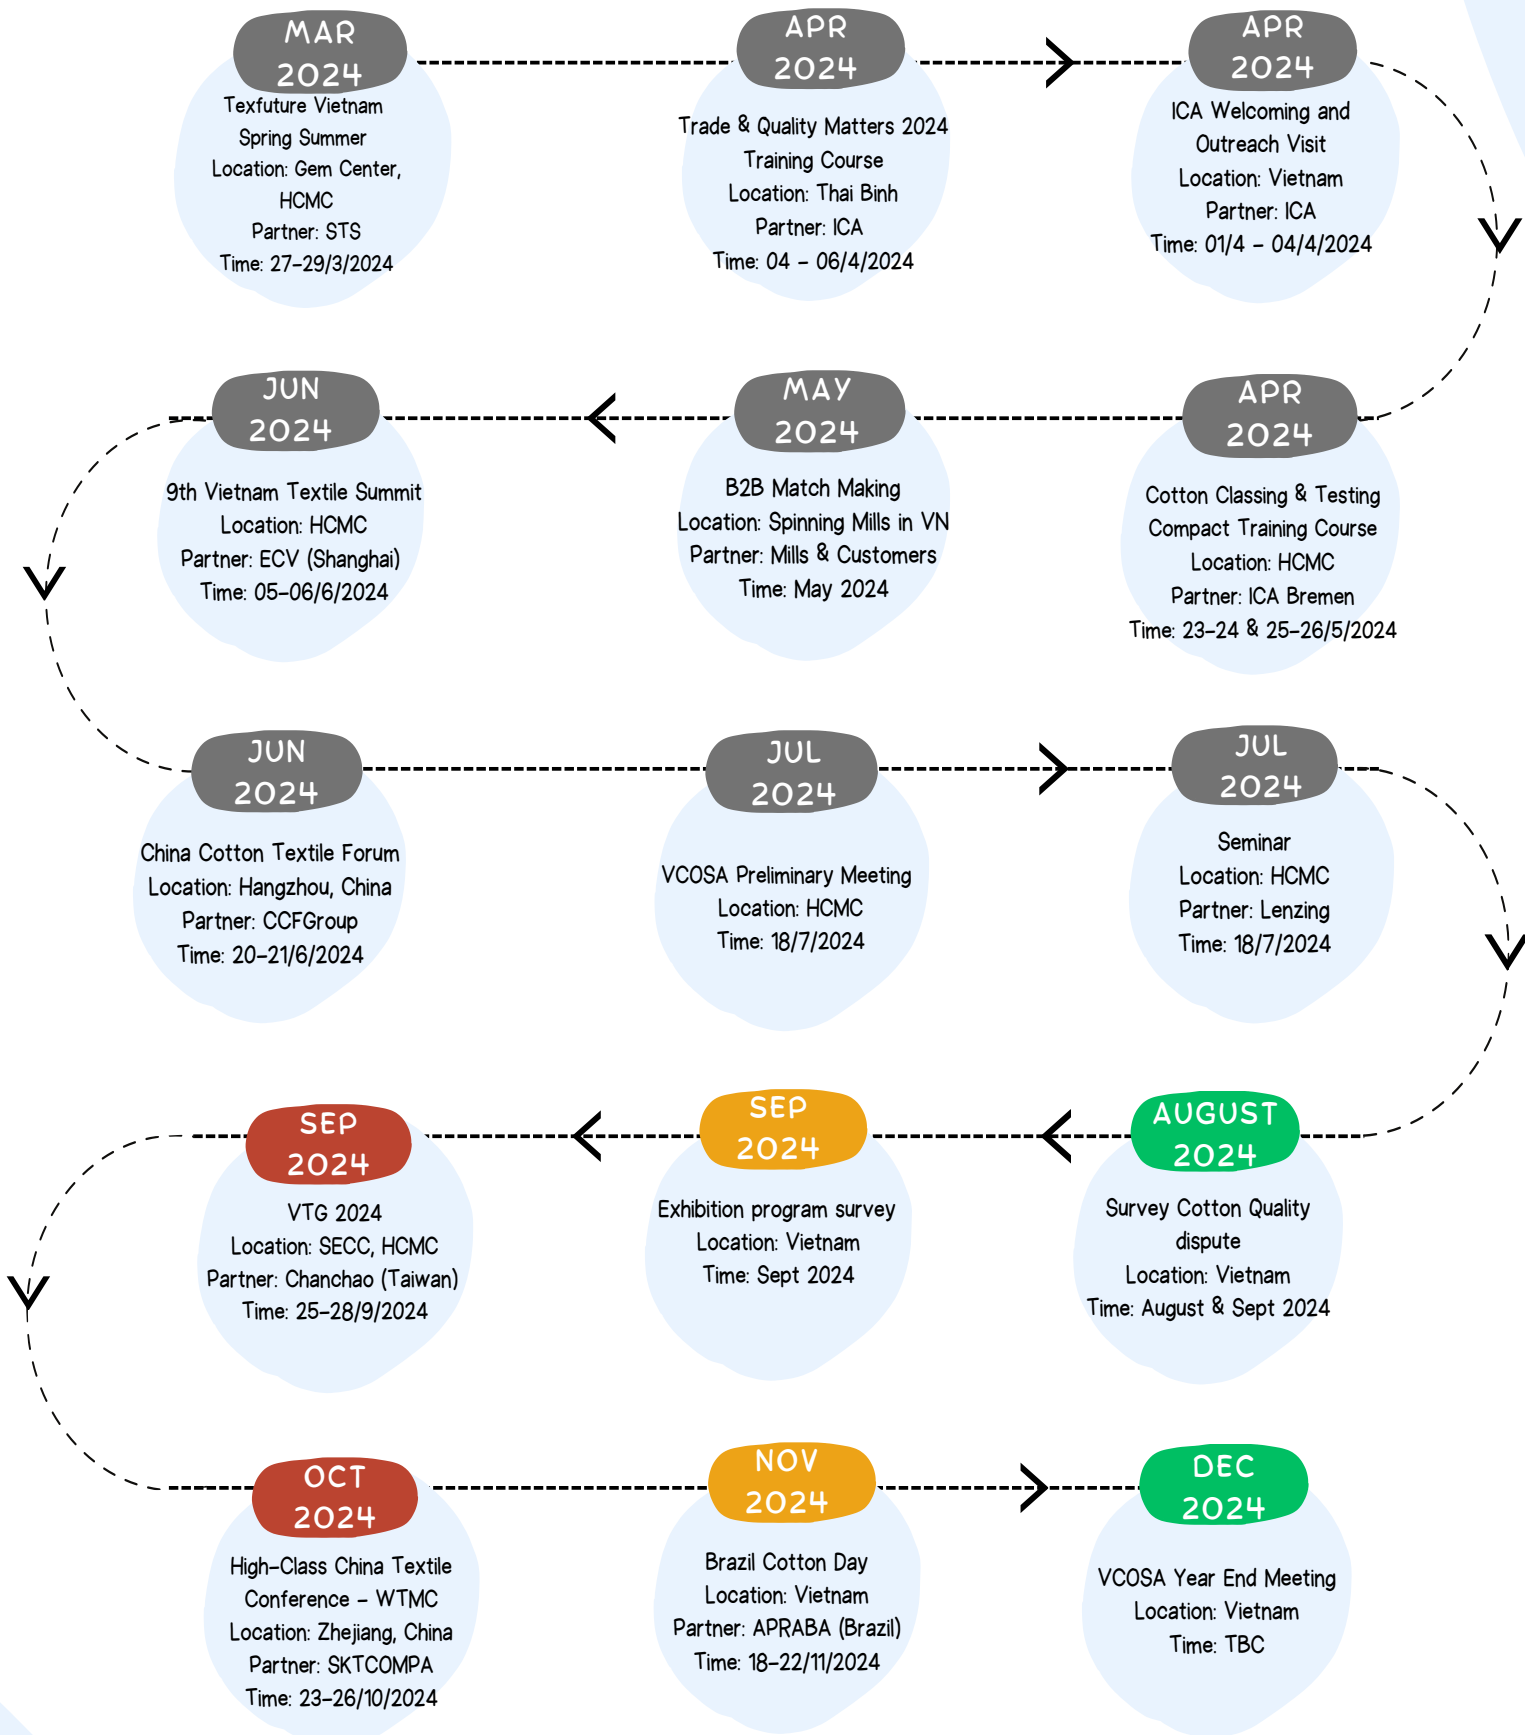 MAR
2024
Texfuture Vietnam
Spring Summer
Location: Gem Center,
HCMC
Partner: STS
Time: 27-29/3/2024
APR
2024
Trade & Quality Matters 2024
Training Course
Location: Thai Binh
Partner: ICA
Time: 04 - 06/4/2024
APR
2024
ICA Welcoming and
Outreach Visit
Location: Vietnam
Partner: ICA
Time: 01/4 - 04/4/2024
APR
2024
Cotton Classing & Testing
Compact Training Course
Location: HCMC
Partner: ICA Bremen
Time: 23-24 & 25-26/5/2024
MAY
2024
B2B Match Making
Location: Spinning Mills in VN
Partner: Mills & Customers
Time: May 2024
JUN
2024
9th Vietnam Textile Summit
Location: HCMC
Partner: ECV (Shanghai)
Time: 05-06/6/2024
JUN
2024
China Cotton Textile Forum
Location: Hangzhou, China
Partner: CCFGroup
Time: 20-21/6/2024
JUL
2024
VCOSA Preliminary Meeting
Location: HCMC
Time: 18/7/2024
JUL
2024
Seminar
Location: HCMC
Partner: Lenzing
Time: 18/7/2024
AUGUST
2024
Survey Cotton Quality
dispute
Location: Vietnam
Time: August & Sept 2024
SEP
2024
Exhibition program survey
Location: Vietnam
Time: Sept 2024
SEP
2024
VTG 2024
Location: SECC, HCMC
Partner: Chanchao (Taiwan)
Time: 25-28/9/2024
OCT
2024
High-Class China Textile
Conference - WTMC
Location: Zhejiang, China
Partner: SKTCOMPA
Time: 23-26/10/2024
NOV
2024
Brazil Cotton Day
Location: Vietnam
Partner: APRABA (Brazil)
Time: 18-22/11/2024
DEC
2024
VCOSA Year End Meeting
Location: Vietnam
Time: TBC